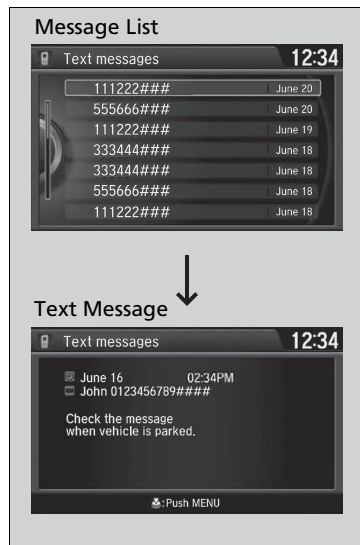 Message List
Text messages 12:34
111222### June 20
555666### June 20
111222### June 19
333444### June 18
333444### June 18
555666### June 18
111222### June 18
Text Message
Text messages 12:34
June 16 02:34PM
John 0123456789####
Check the message
when vehicle is parked.
:Push MENU